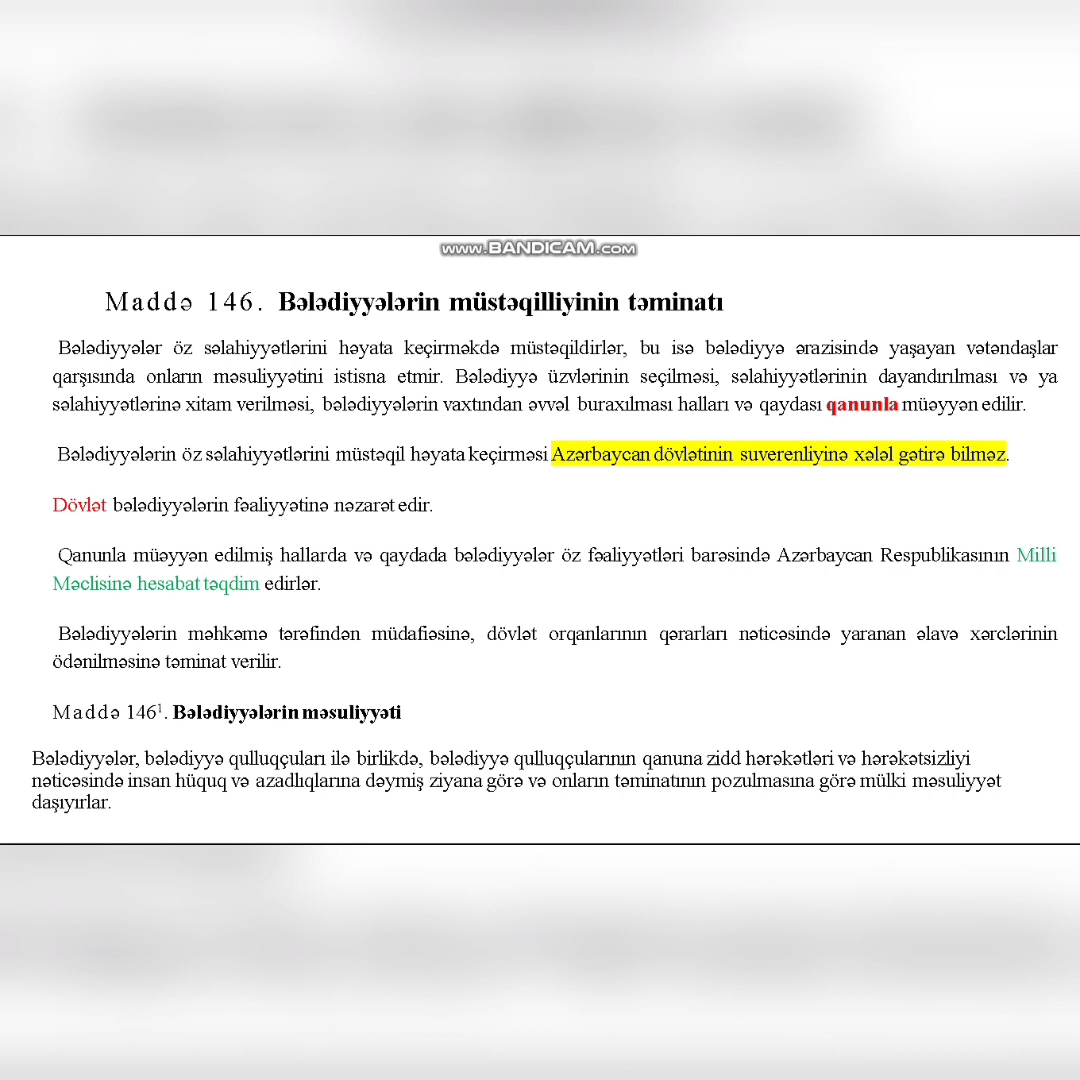 www.BANDICAM.com
Maddə 146. Bələdiyyələrin müstəqilliyinin təminatı
Bələdiyyələr öz səlahiyyətlərini həyata keçirməkdə müstəqildirlər, bu isə bələdiyyə ərazisində yaşayan vətəndaşlar
qarşısında onların məsuliyyətini istisna etmir. Bələdiyyə üzvlərinin seçilməsi, səlahiyyətlərinin dayandırılması və ya
səlahiyyətlərinə xitam verilməsi, bələdiyyələrin vaxtından əvvəl buraxılması halları və qaydası qanunla müəyyən edilir.
Bələdiyyələrin öz səlahiyyətlərini müstəqil həyata keçirməsi Azərbaycan dövlətinin suverenliyinə xələl gətirə bilməz.
Dövlət bələdiyyələrin fəaliyyətinə nəzarət edir.
Qanunla müəyyən edilmiş hallarda və qaydada bələdiyyələr öz fəaliyyətləri barəsində Azərbaycan Respublikasının Milli
Məclisinə hesabat təqdim edirlər.
Bələdiyyələrin məhkəmə tərəfindən müdafiəsinə, dövlət orqanlarının qərarları nəticəsində yaranan əlavə xərclərinin
ödənilməsinə təminat verilir.
Maddə 146¹. Bələdiyyələrin məsuliyyəti
Bələdiyyələr, bələdiyyə qulluqçuları ilə birlikdə, bələdiyyə qulluqçularının qanuna zidd hərəkətləri və hərəkətsizliyi
nəticəsində insan hüquq və azadlıqlarına dəymiş ziyana görə və onların təminatının pozulmasına görə mülki məsuliyyət
daşıyırlar.